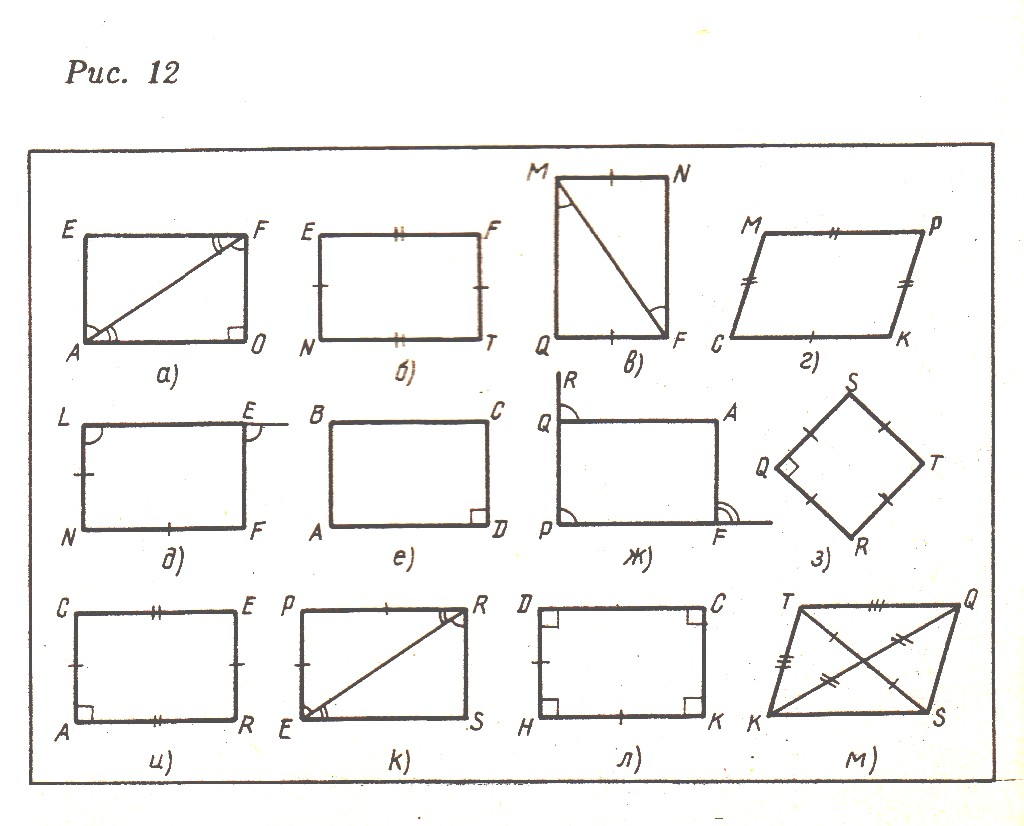 Рис. 12
E F A O
а)
E F N T
б)
M N Q F
в)
M P C K
г)
L E N F
д)
B C A D
е)
R Q A P F
ж)
S Q T R
з)
C E A R
и)
P R E S
к)
D C H K
л)
T Q K S
м)